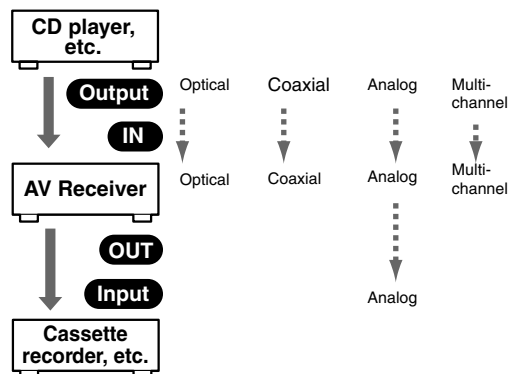 CD player,
etc.
Output
Optical
Coaxial
Analog
Multi-
channel
IN
AV Receiver
Optical
Coaxial
Analog
Multi-
channel
OUT
Input
Analog
Cassette
recorder, etc.